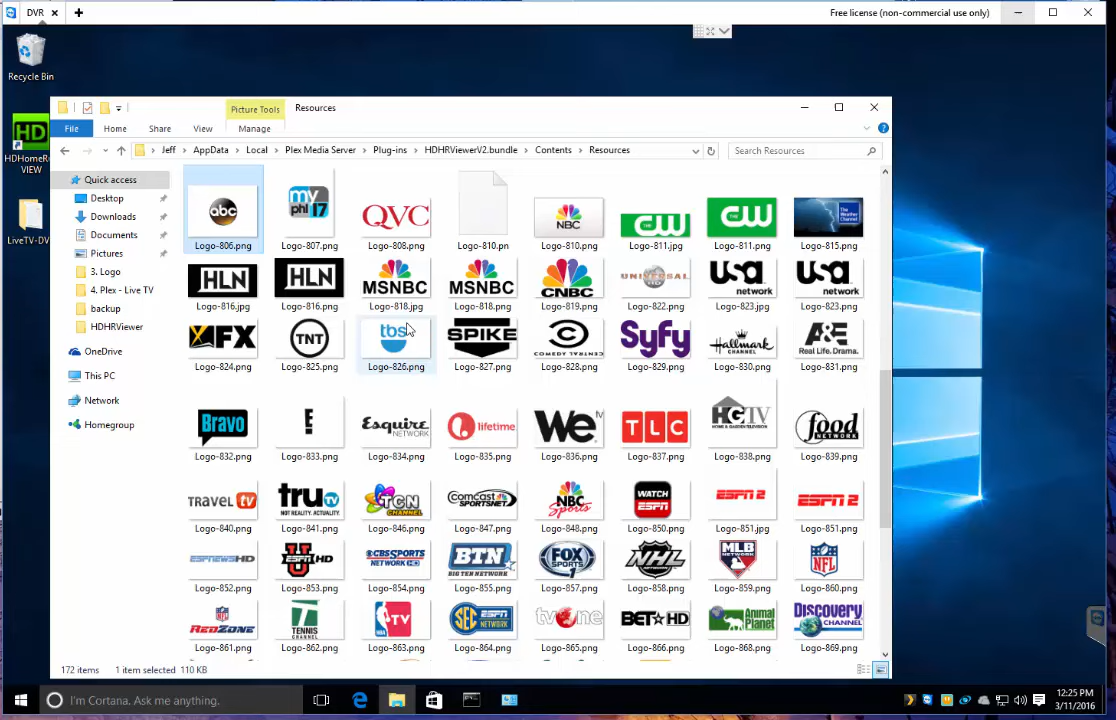 DVR
Free license (non-commercial use only)
Recycle Bin
HD
HDHomeR
VIEW
LiveTV-DV
Picture Tools
Resources
File
Home
Share
View
Manage
Jeff
AppData
Local
Plex Media Server
Plug-ins
HDHRViewerV2.bundle
Contents
Resources
Search Resources
Quick access
Desktop
Downloads
Documents
Pictures
3. Logo
4. Plex - Live TV
backup
HDHRViewer
OneDrive
This PC
Network
Homegroup
abc
my phl 17
QVC
NBC
THE CW
THE CW
The Weather Channel
Logo-806.png
Logo-807.png
Logo-808.png
Logo-810.pn
Logo-810.png
Logo-811.jpg
Logo-811.png
Logo-815.png
HLN
HLN
MSNBC
MSNBC
CNBC
UNIVERSAL HD
usa network
usa network
Logo-816.jpg
Logo-816.png
Logo-818.jpg
Logo-818.png
Logo-819.png
Logo-822.png
Logo-823.jpg
Logo-823.png
FX
TNT
tbs
SPIKE
COMEDY CENTRAL
Syfy
Hallmark CHANNEL
A&E Real Life. Drama.
Logo-824.png
Logo-825.png
Logo-826.png
Logo-827.png
Logo-828.png
Logo-829.png
Logo-830.png
Logo-831.png
Bravo
E!
Esquire NETWORK
lifetime
We tv
TLC
HGTV HOME & GARDEN TELEVISION
food NETWORK
Logo-832.png
Logo-833.png
Logo-834.png
Logo-835.png
Logo-836.png
Logo-837.png
Logo-838.png
Logo-839.png
TRAVEL tv
tru TV NOT REALITY. ACTUALITY.
TCN CHANNEL
COMCAST SPORTSNET
NBC Sports
WATCH ESPN
ESPN 2
ESPN 2
Logo-840.png
Logo-841.png
Logo-846.png
Logo-847.png
Logo-848.png
Logo-850.png
Logo-851.jpg
Logo-851.png
ESPNEWSHD
U HD
CBS SPORTS NETWORK HD
BTN BIG TEN NETWORK
FOX SPORTS 1
NHL NETWORK
MLB NETWORK
NFL
Logo-852.png
Logo-853.png
Logo-854.png
Logo-855.png
Logo-857.png
Logo-858.png
Logo-859.png
Logo-860.png
NFL REDZONE
TENNIS CHANNEL
NBA TV
SEC ESPN NETWORK
tv one
BET★HD
Animal Planet
Discovery CHANNEL
Logo-861.png
Logo-862.png
Logo-863.png
Logo-864.png
Logo-865.png
Logo-866.png
Logo-868.png
Logo-869.png
172 items
1 item selected 110 KB
I'm Cortana. Ask me anything.
12:25 PM
3/11/2016